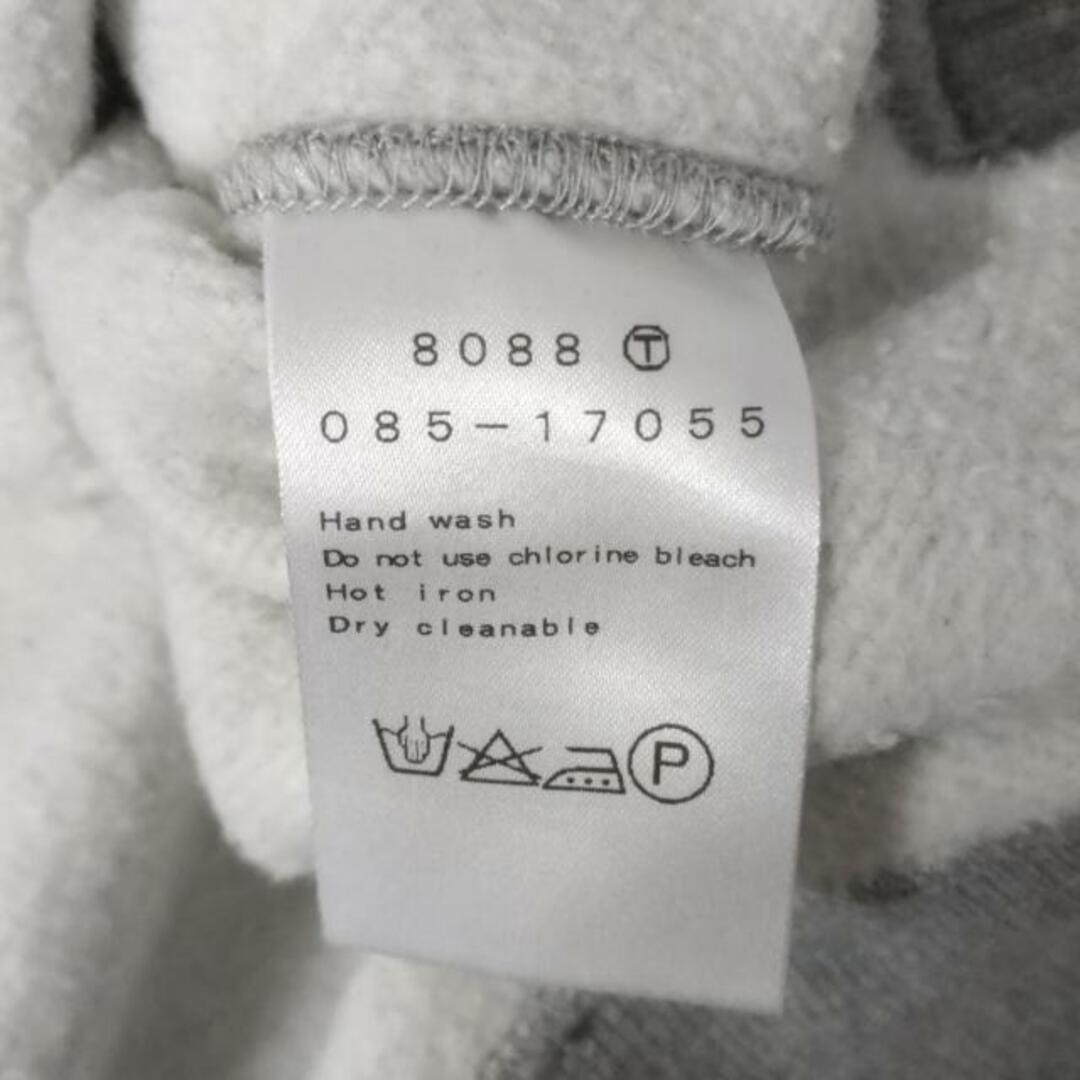 8088 Ⓣ
085-17055
Hand wash
Do not use chlorine bleach
Hot iron
Dry cleanable
P